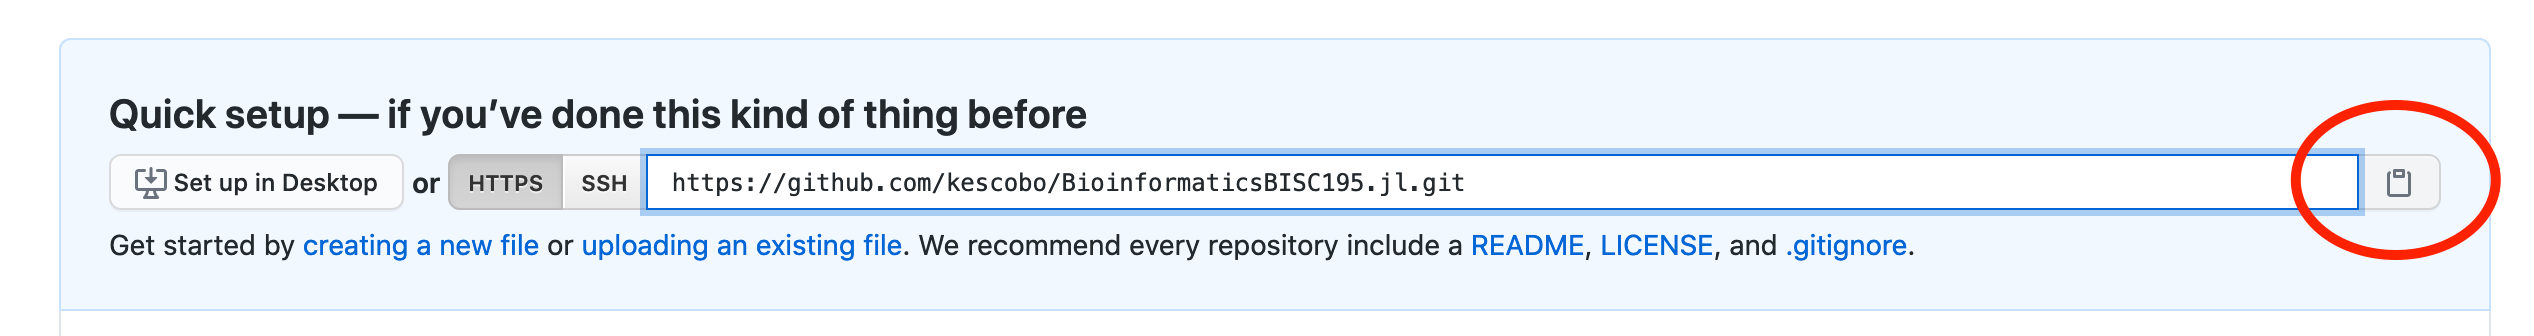 Quick setup — if you’ve done this kind of thing before
Set up in Desktop or HTTPS SSH https://github.com/kescobo/BioinformaticsBISC195.jl.git
Get started by creating a new file or uploading an existing file. We recommend every repository include a README, LICENSE, and .gitignore.